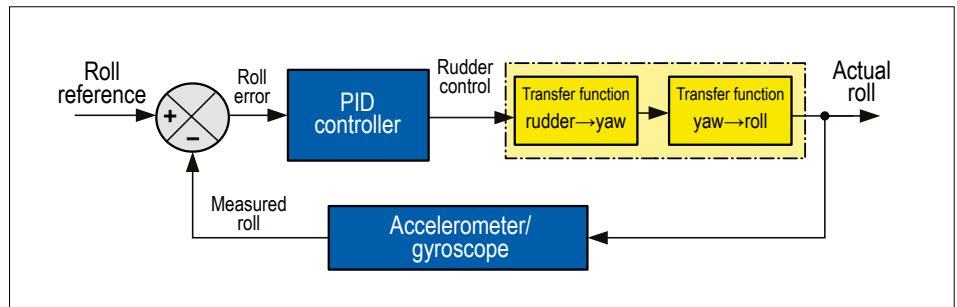 Roll
reference
+
−
Roll
error
PID
controller
Rudder
control
Transfer function
rudder→yaw
Transfer function
yaw→roll
Actual
roll
Measured
roll
Accelerometer/
gyroscope